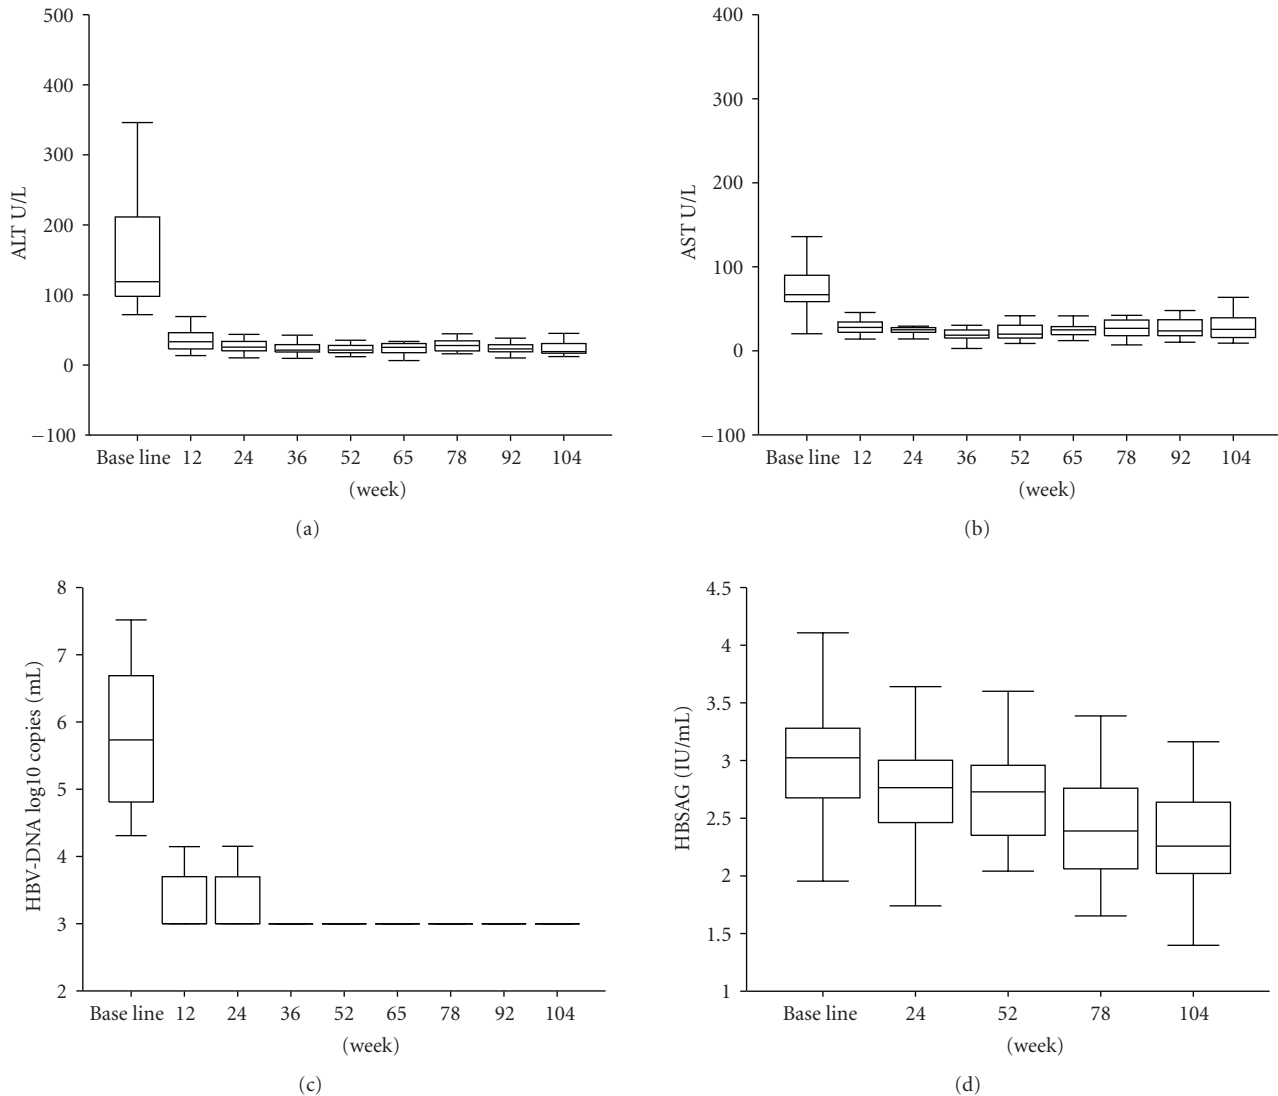 500
400
300
200
100
0
−100
ALT U/L
Base line 12 24 36 52 65 78 92 104
(week)
(a)
400
300
200
100
0
−100
AST U/L
Base line 12 24 36 52 65 78 92 104
(week)
(b)
8
7
6
5
4
3
2
HBV-DNA log10 copies (mL)
Base line 12 24 36 52 65 78 92 104
(week)
(c)
4.5
4
3.5
3
2.5
2
1.5
1
HBSAG (IU/mL)
Base line 24 52 78 104
(week)
(d)